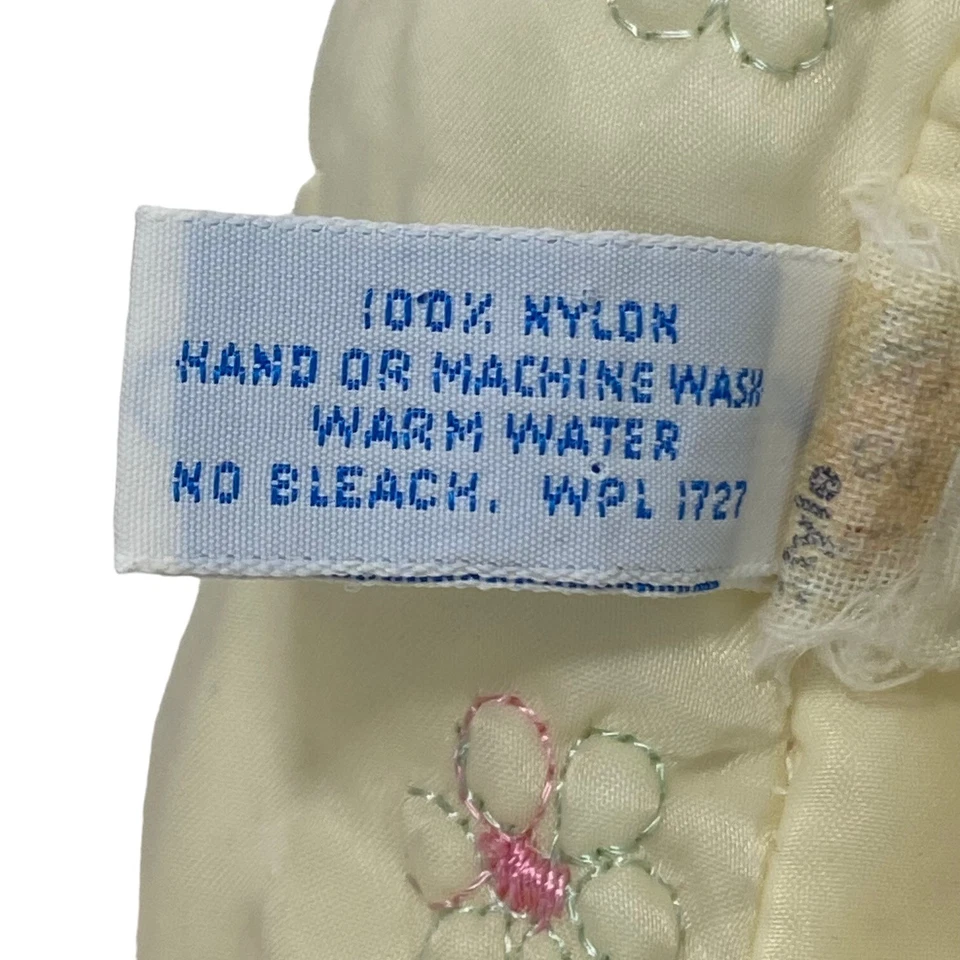 100% NYLON
HAND OR MACHINE WASH
WARM WATER
NO BLEACH. WPL 1727